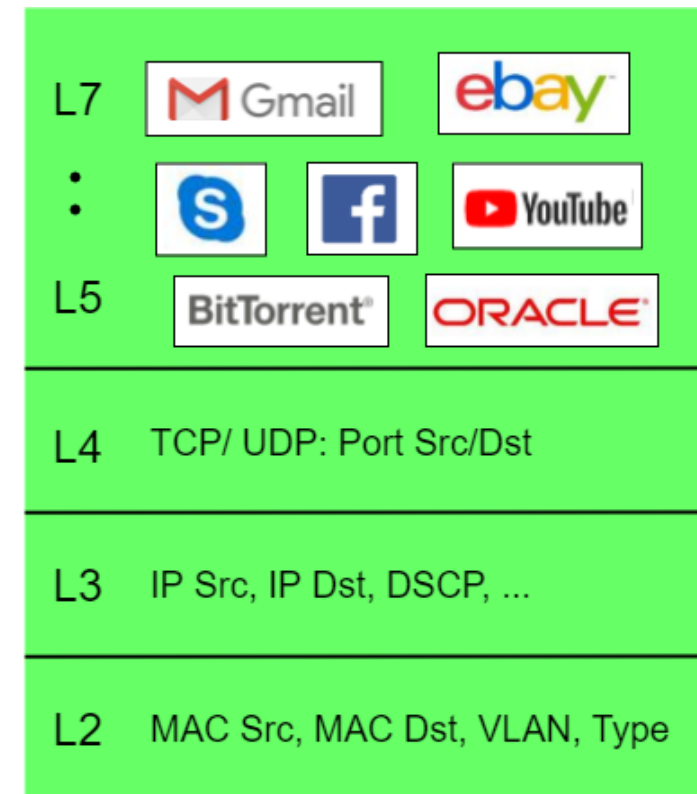 L7 Gmail ebay™
: S f YouTube
L5 BitTorrent® ORACLE®
L4 TCP/ UDP: Port Src/Dst
L3 IP Src, IP Dst, DSCP, ...
L2 MAC Src, MAC Dst, VLAN, Type